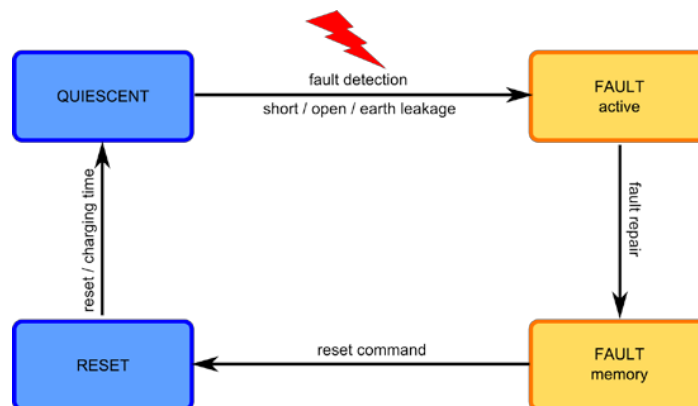 fault detection
QUIESCENT
short / open / earth leakage
FAULT
active
reset / charging time
fault repair
reset command
RESET
FAULT
memory